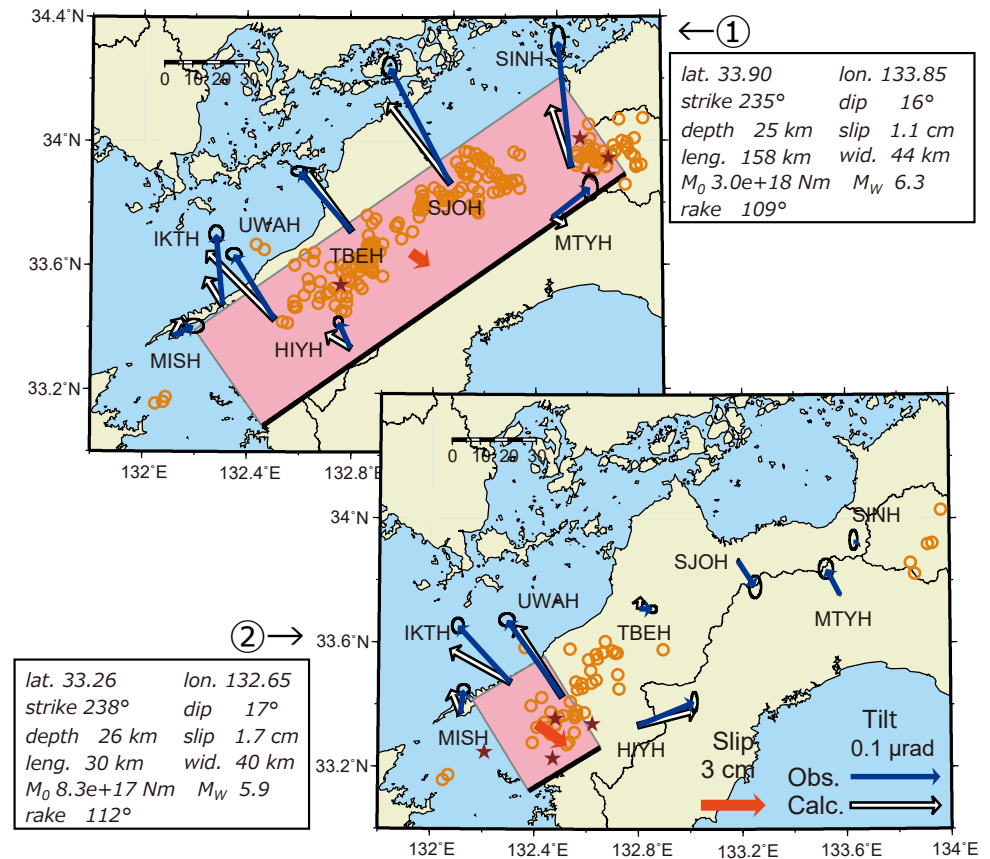 34.4°N
34°N
33.6°N
33.2°N
132°E
132.4°E
132.8°E
0 10 20 30
SINH
SJOH
MTYH
UWAH
IKTH
TBEH
HIYH
MISH
←①
lat. 33.90 lon. 133.85
strike 235° dip 16°
depth 25 km slip 1.1 cm
leng. 158 km wid. 44 km
M₀ 3.0e+18 Nm Mw 6.3
rake 109°
②→
lat. 33.26 lon. 132.65
strike 238° dip 17°
depth 26 km slip 1.7 cm
leng. 30 km wid. 40 km
M₀ 8.3e+17 Nm Mw 5.9
rake 112°
0 10 20 30
34°N
33.6°N
33.2°N
SINH
SJOH
MTYH
UWAH
IKTH
TBEH
MISH
HIYH
Slip
3 cm
Tilt
0.1 μrad
Obs.
Calc.
132°E
132.4°E
132.8°E
133.2°E
133.6°E
134°E